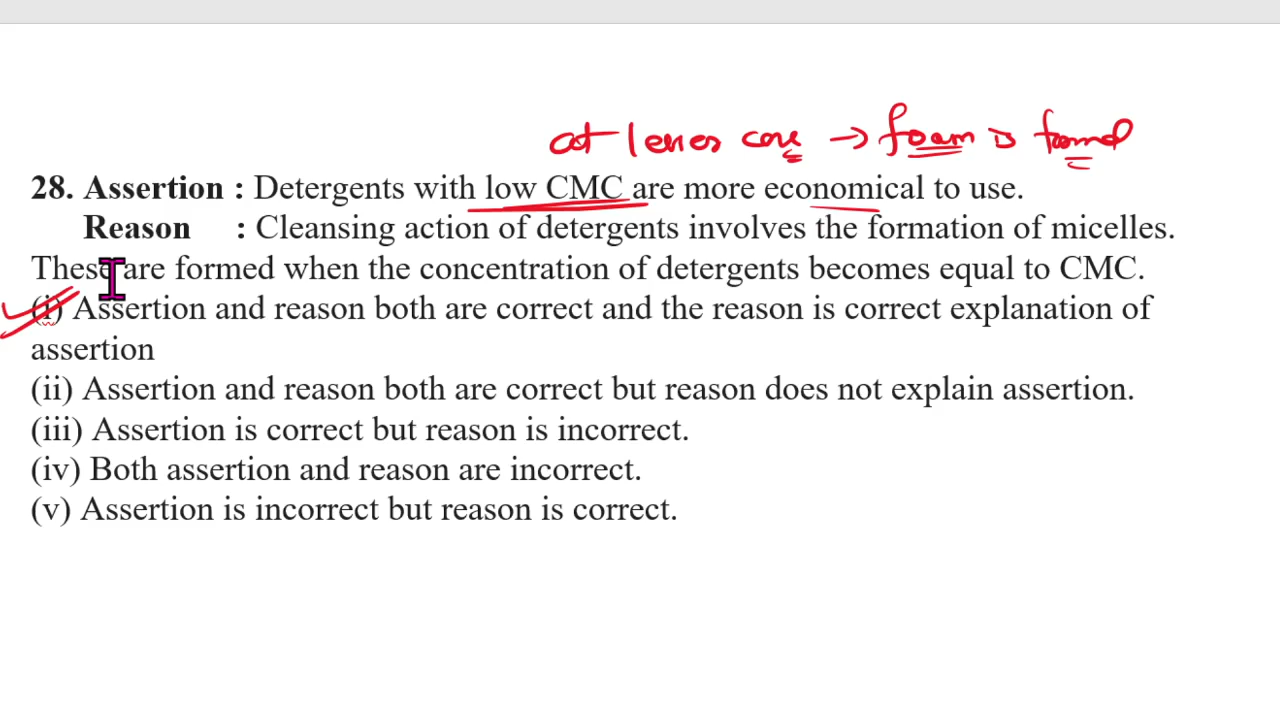 at lesser conc → foam is formed
28. Assertion : Detergents with low CMC are more economical to use.
Reason : Cleansing action of detergents involves the formation of micelles.
These are formed when the concentration of detergents becomes equal to CMC.
(i) Assertion and reason both are correct and the reason is correct explanation of
assertion
(ii) Assertion and reason both are correct but reason does not explain assertion.
(iii) Assertion is correct but reason is incorrect.
(iv) Both assertion and reason are incorrect.
(v) Assertion is incorrect but reason is correct.